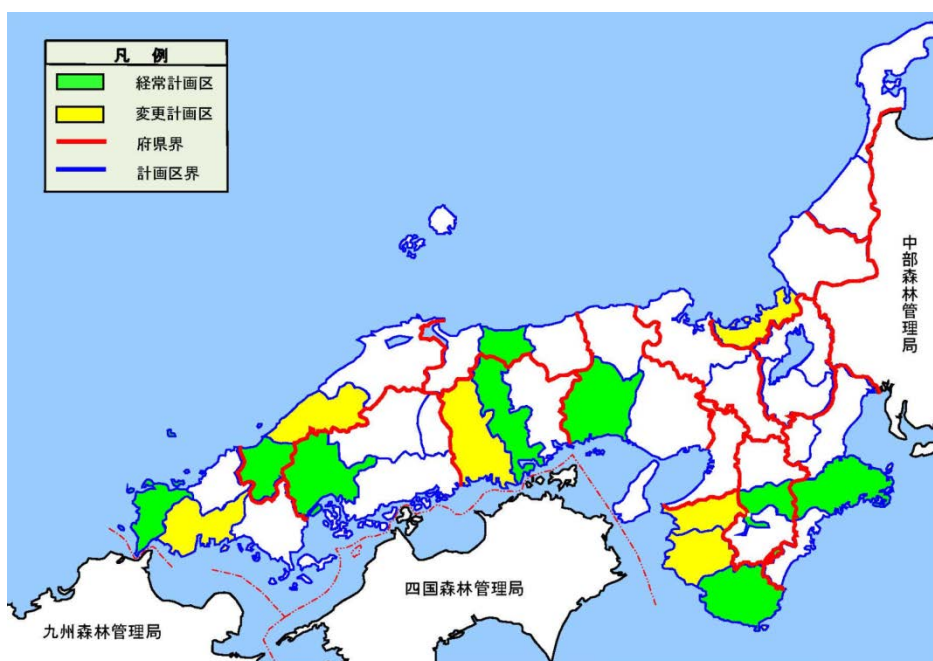 凡 例
経常計画区
変更計画区
府県界
計画区界
中部森林管理局
四国森林管理局
九州森林管理局